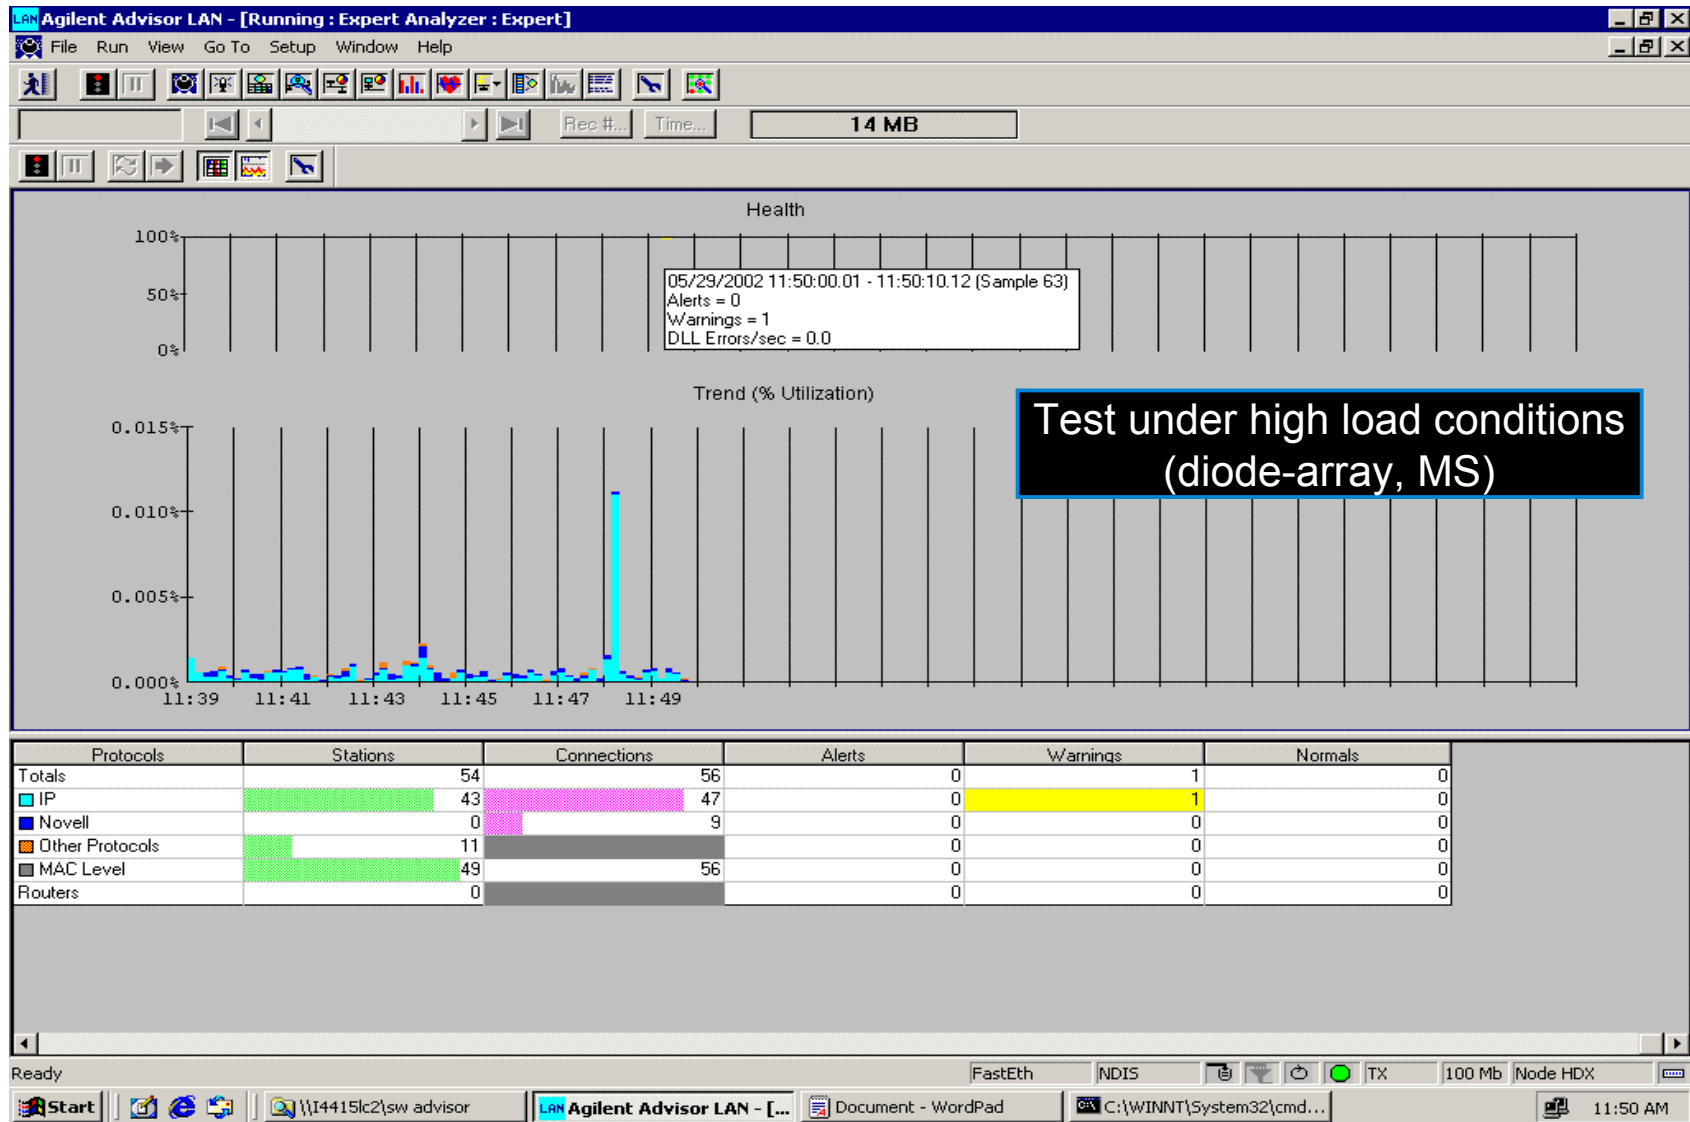 LAN Agilent Advisor LAN - [Running : Expert Analyzer : Expert]
File Run View Go To Setup Window Help
Rec #... Time... 14 MB
Health
100%
50%
0%
05/29/2002 11:50:00.01 - 11:50:10.12 (Sample 63)
Alerts = 0
Warnings = 1
DLL Errors/sec = 0.0
Trend (% Utilization)
Test under high load conditions
(diode-array, MS)
0.015%
0.010%
0.005%
0.000%
11:39 11:41 11:43 11:45 11:47 11:49
Protocols Stations Connections Alerts Warnings Normals
Totals 54 56 0 1 0
IP 43 47 0 1 0
Novell 0 9 0 0 0
Other Protocols 11 0 0 0
MAC Level 49 56 0 0 0
Routers 0 0 0 0
Ready FastEth NDIS TX 100 Mb Node HDX
Start \\I4415lc2\sw advisor LAN Agilent Advisor LAN - [... Document - WordPad C:\WINNT\System32\cmd... 11:50 AM